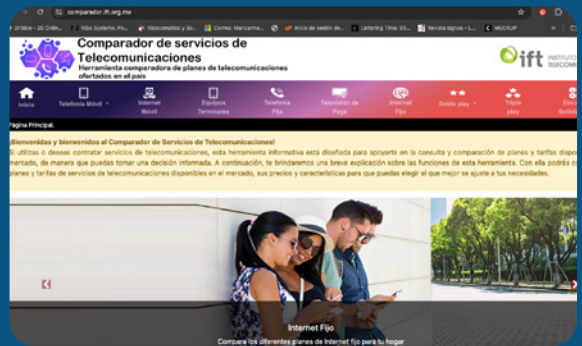 comparador.ift.org.mx
Comparador de servicios de
Telecomunicaciones
Herramienta comparadora de planes de telecomunicaciones
ofertados en el país
ift INSTITUTO
TELECOM
Inicio
Telefonía Móvil
Internet
Móvil
Equipos
Terminales
Telefonía
Fija
Televisión de
Paga
Internet
Fijo
Doble play
Triple
play
Página Principal.
¡Bienvenidas y bienvenidos al Comparador de Servicios de Telecomunicaciones!
Si utilizas o deseas contratar servicios de telecomunicaciones, esta herramienta informativa está diseñada para apoyarte en la consulta y comparación de planes y tarifas dispo
mercado, de manera que puedas tomar una decisión informada. A continuación, te brindaremos una breve explicación sobre las funciones de esta herramienta. Con ella podrás co
planes y tarifas de servicios de telecomunicaciones disponibles en el mercado, sus precios y características para que puedas elegir el que mejor se ajuste a tus necesidades.
Internet Fijo
Compara los diferentes planes de Internet fijo para tu hogar